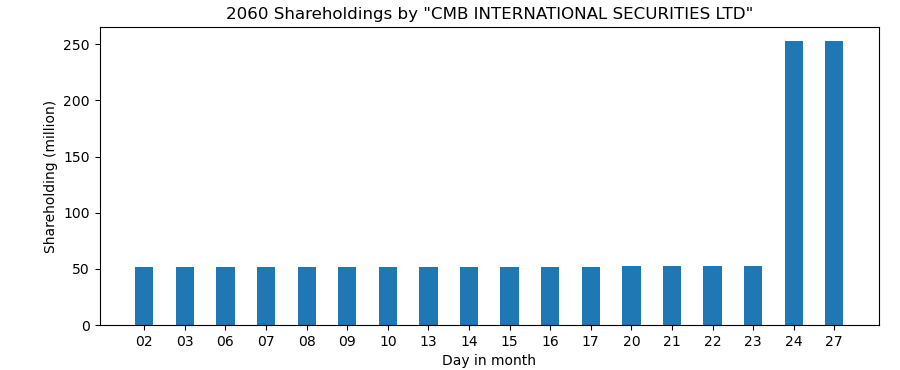 2060 Shareholdings by "CMB INTERNATIONAL SECURITIES LTD"
Shareholding (million)
250
200
150
100
50
0
02 03 06 07 08 09 10 13 14 15 16 17 20 21 22 23 24 27
Day in month